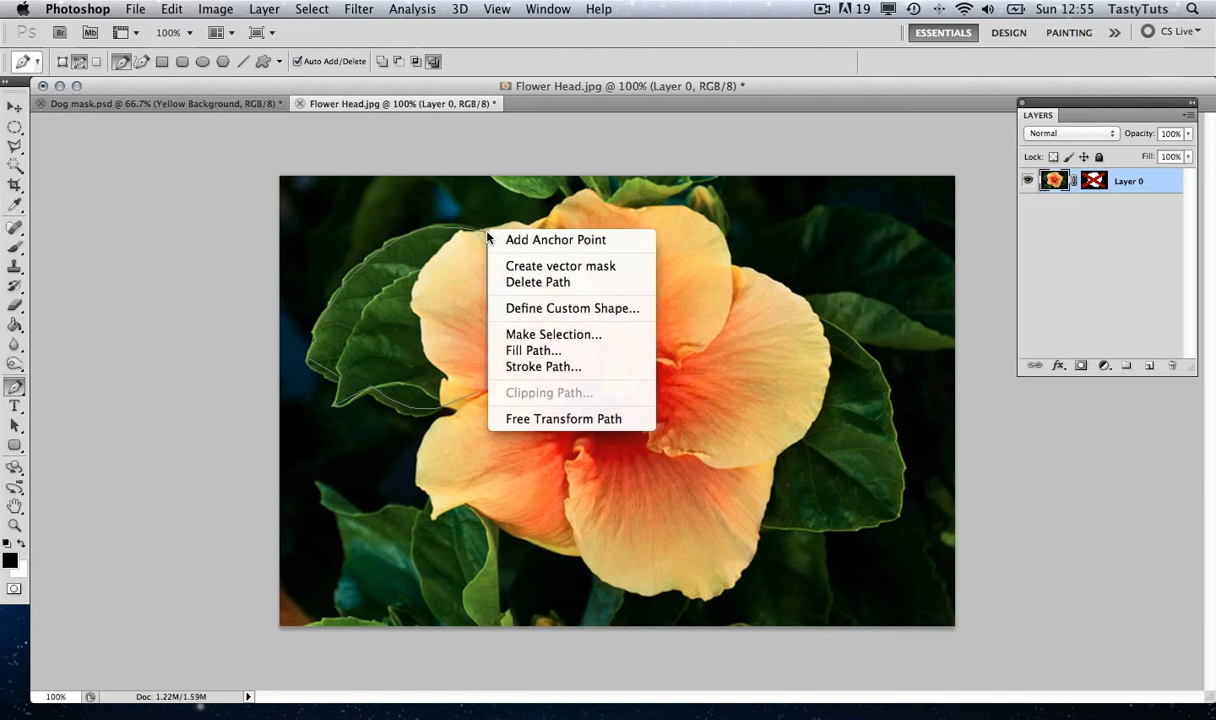 Photoshop File Edit Image Layer Select Filter Analysis 3D View Window Help 19 Sun 12:55 TastyTuts
Ps Br Mb 100% ESSENTIALS DESIGN PAINTING >> CS Live
Auto Add/Delete
Flower Head.jpg @ 100% (Layer 0, RGB/8) *
Dog mask.psd @ 66.7% (Yellow Background, RGB/8) * Flower Head.jpg @ 100% (Layer 0, RGB/8) *
LAYERS
Normal Opacity: 100%
Lock: Fill: 100%
Layer 0
Add Anchor Point
Create vector mask
Delete Path
Define Custom Shape...
Make Selection...
Fill Path...
Stroke Path...
Clipping Path...
Free Transform Path
fx
T
100% Doc: 1.22M/1.59M